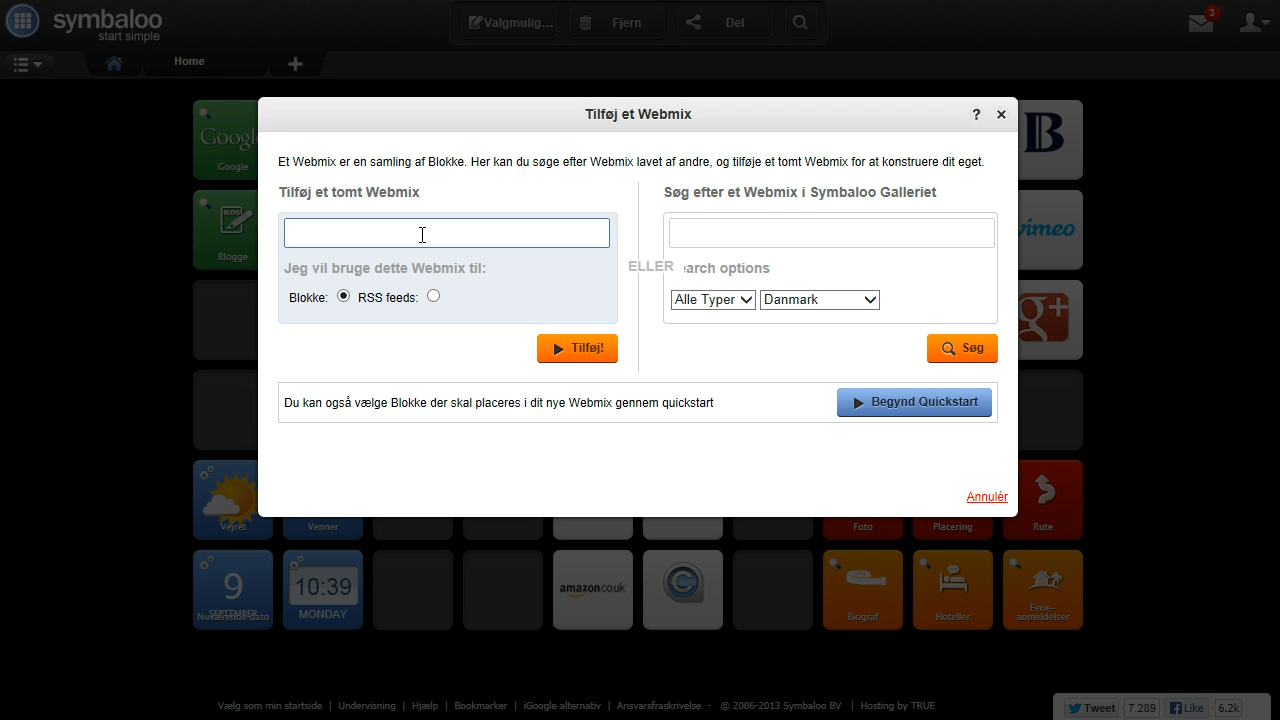 symbaloo
start simple
Valgmulig...
Fjern
Del
3
Home
Tilføj et Webmix
?
Et Webmix er en samling af Blokke. Her kan du søge efter Webmix lavet af andre, og tilføje et tomt Webmix for at konstruere dit eget.
Tilføj et tomt Webmix
Søg efter et Webmix i Symbaloo Galleriet
Jeg vil bruge dette Webmix til:
ELLER
earch options
Blokke:
RSS feeds:
Alle Typer
Danmark
Tilføj!
Søg
Du kan også vælge Blokke der skal placeres i dit nye Webmix gennem quickstart
Begynd Quickstart
Annulér
Google
Google
B
BLOG
Blogge
vimeo
g+
Vejret
Venner
Foto
Placering
Rute
9
SEPTEMBER
Nuværende dato
10:39
MONDAY
amazon.co.uk
C
Biograf
Hoteller
Ferie-
anmeldelser
Vælg som min startside | Undervisning | Hjælp | Bookmarker | iGoogle alternativ | Ansvarsfraskrivelse - © 2006-2013 Symbaloo BV | Hosting by TRUE
Tweet
7.289
Like
6.2k